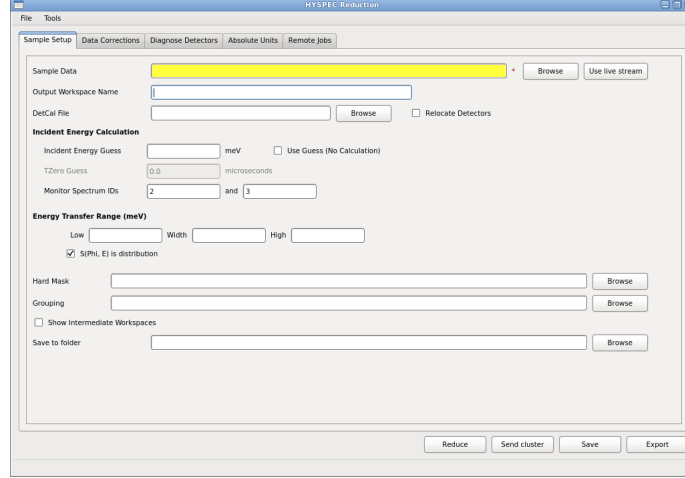 HYSPEC Reduction
File Tools
Sample Setup Data Corrections Diagnose Detectors Absolute Units Remote Jobs
Sample Data * Browse Use live stream
Output Workspace Name
DetCal File Browse Relocate Detectors
Incident Energy Calculation
Incident Energy Guess meV Use Guess (No Calculation)
TZero Guess 0.0 microseconds
Monitor Spectrum IDs 2 and 3
Energy Transfer Range (meV)
Low Width High
S(Phi, E) is distribution
Hard Mask Browse
Grouping Browse
Show Intermediate Workspaces
Save to folder Browse
Reduce Send cluster Save Export